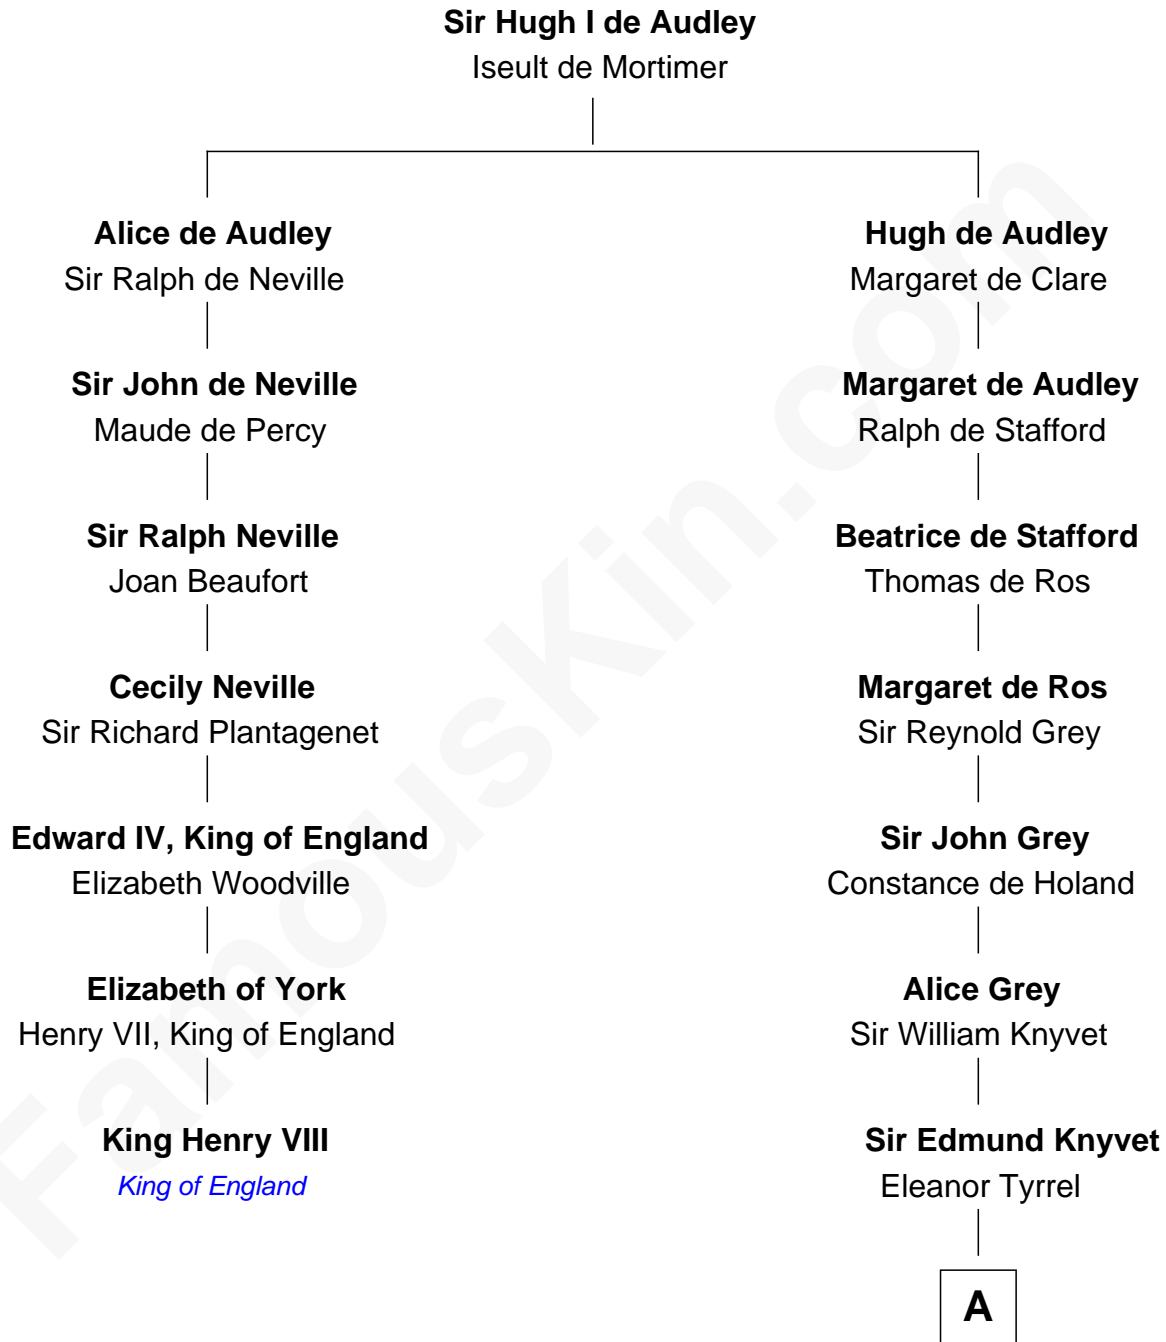 Sir Hugh I de Audley
Iseult de Mortimer
Alice de Audley
Sir Ralph de Neville
Hugh de Audley
Margaret de Clare
Sir John de Neville
Maude de Percy
Margaret de Audley
Ralph de Stafford
Sir Ralph Neville
Joan Beaufort
Beatrice de Stafford
Thomas de Ros
Cecily Neville
Sir Richard Plantagenet
Margaret de Ros
Sir Reynold Grey
Edward IV, King of England
Elizabeth Woodville
Sir John Grey
Constance de Holand
Elizabeth of York
Henry VII, King of England
Alice Grey
Sir William Knyvet
King Henry VIII
King of England
Sir Edmund Knyvet
Eleanor Tyrrel
A
FamousKin.com